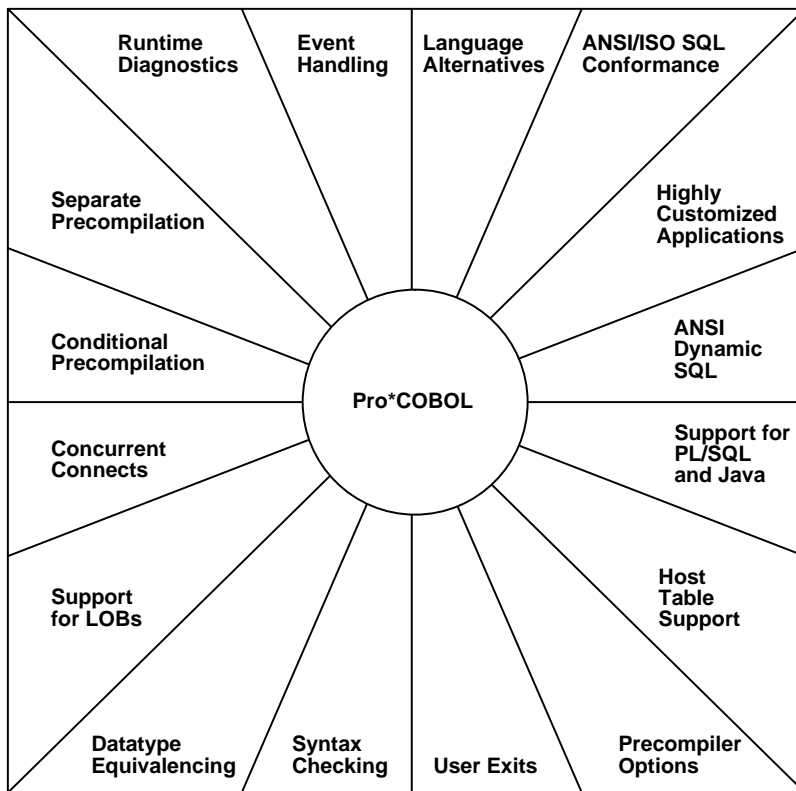 Runtime
Diagnostics
Event
Handling
Language
Alternatives
ANSI/ISO SQL
Conformance
Separate
Precompilation
Highly
Customized
Applications
Conditional
Precompilation
ANSI
Dynamic
SQL
Pro*COBOL
Concurrent
Connects
Support for
PL/SQL
and Java
Support
for LOBs
Host
Table
Support
Datatype
Equivalencing
Syntax
Checking
User Exits
Precompiler
Options